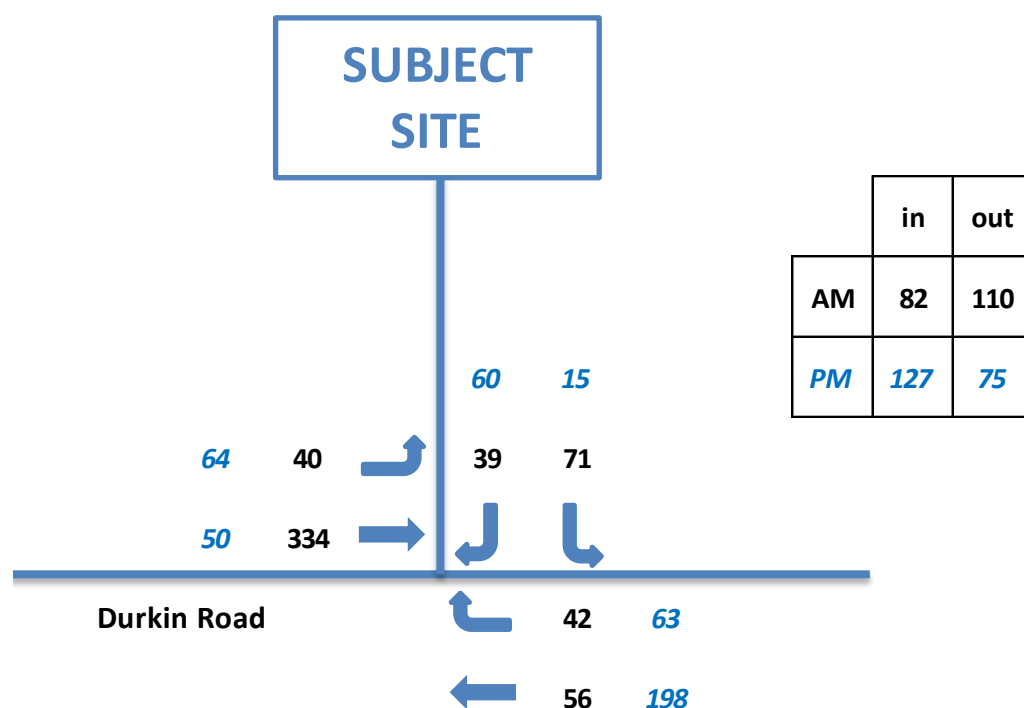 SUBJECT
SITE
in out
AM 82 110
PM 127 75
60 15
64 40 39 71
50 334
Durkin Road 42 63
56 198